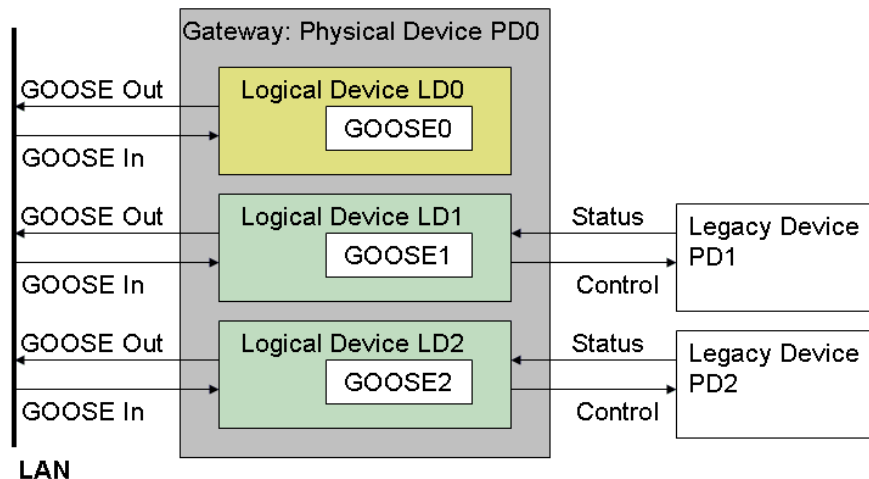 Gateway: Physical Device PD0
GOOSE Out
Logical Device LD0
GOOSE0
GOOSE In
GOOSE Out
Logical Device LD1
Status
Legacy Device
PD1
GOOSE1
GOOSE In
Control
GOOSE Out
Logical Device LD2
Status
Legacy Device
PD2
GOOSE2
GOOSE In
Control
LAN